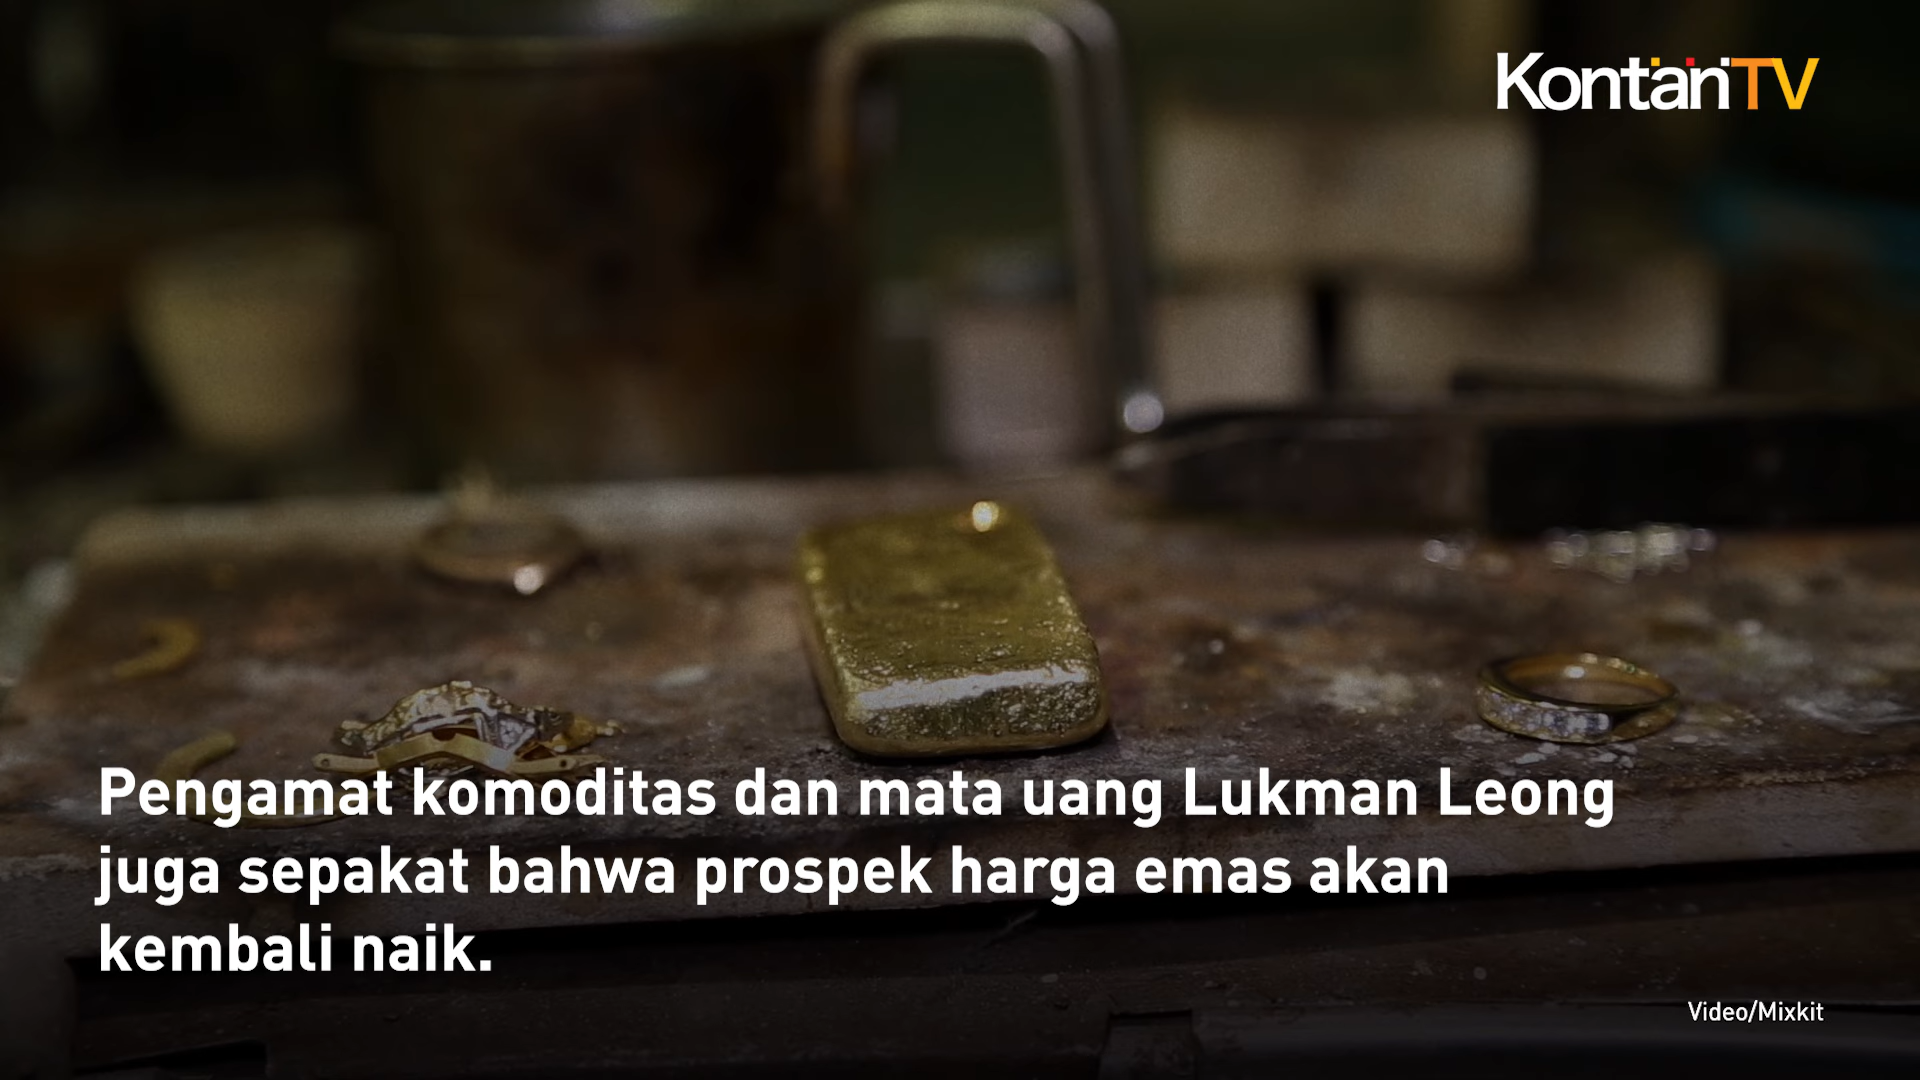 KontanTV
Pengamat komoditas dan mata uang Lukman Leong
juga sepakat bahwa prospek harga emas akan
kembali naik.
Video/Mixkit